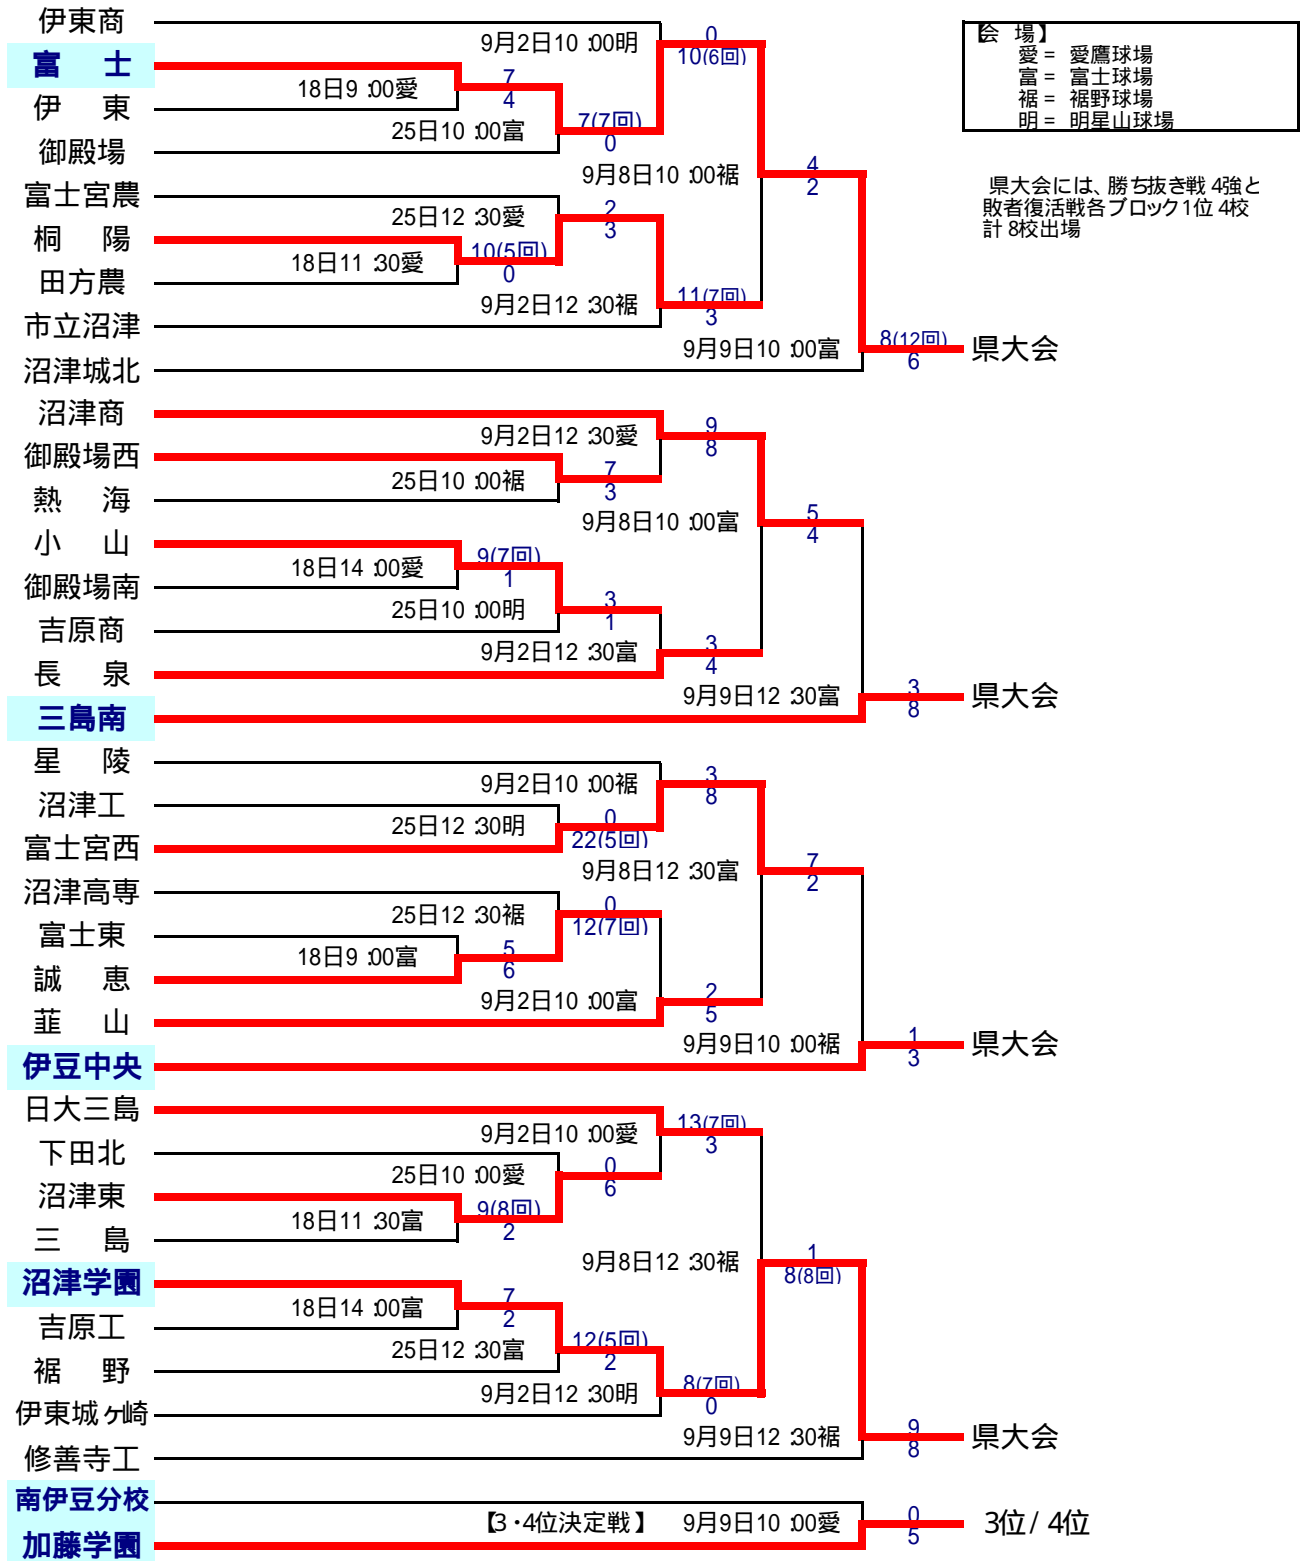 伊東商
9月2日10:00明
0
10(6回)
【会 場】
愛= 愛鷹球場
富= 富士球場
裾= 裾野球場
明= 明星山球場
富 士
18日9:00愛
7
4
伊 東
25日10:00富
7(7回)
0
御殿場
9月8日10:00裾
4
2
県大会には、勝ち抜き戦4強と
敗者復活戦各ブロック1位4校
計8校出場
富士宮農
25日12:30愛
2
3
桐 陽
18日11:30愛
10(5回)
0
田方農
9月2日12:30裾
11(7回)
3
市立沼津
9月9日10:00富
8(12回)
6
県大会
沼津城北
沼津商
9月2日12:30愛
9
8
御殿場西
25日10:00裾
7
3
熱 海
9月8日10:00富
5
4
小 山
18日14:00愛
9(7回)
1
御殿場南
25日10:00明
3
1
吉原商
9月2日12:30富
3
4
長 泉
9月9日12:30富
3
8
県大会
三島南
星 陵
9月2日10:00裾
3
8
沼津工
25日12:30明
0
22(5回)
富士宮西
9月8日12:30富
7
2
沼津高専
25日12:30裾
0
12(7回)
富士東
18日9:00富
5
6
誠 恵
9月2日10:00富
2
5
韮 山
9月9日10:00裾
1
3
県大会
伊豆中央
日大三島
9月2日10:00愛
13(7回)
3
下田北
25日10:00愛
0
6
沼津東
18日11:30富
9(8回)
2
三 島
9月8日12:30裾
1
8(8回)
沼津学園
18日14:00富
7
2
吉原工
25日12:30富
12(5回)
2
裾 野
9月2日12:30明
8(7回)
0
伊東城ヶ崎
9月9日12:30裾
9
8
県大会
修善寺工
南伊豆分校
【3・4位決定戦】 9月9日10:00愛
0
5
3位/4位
加藤学園